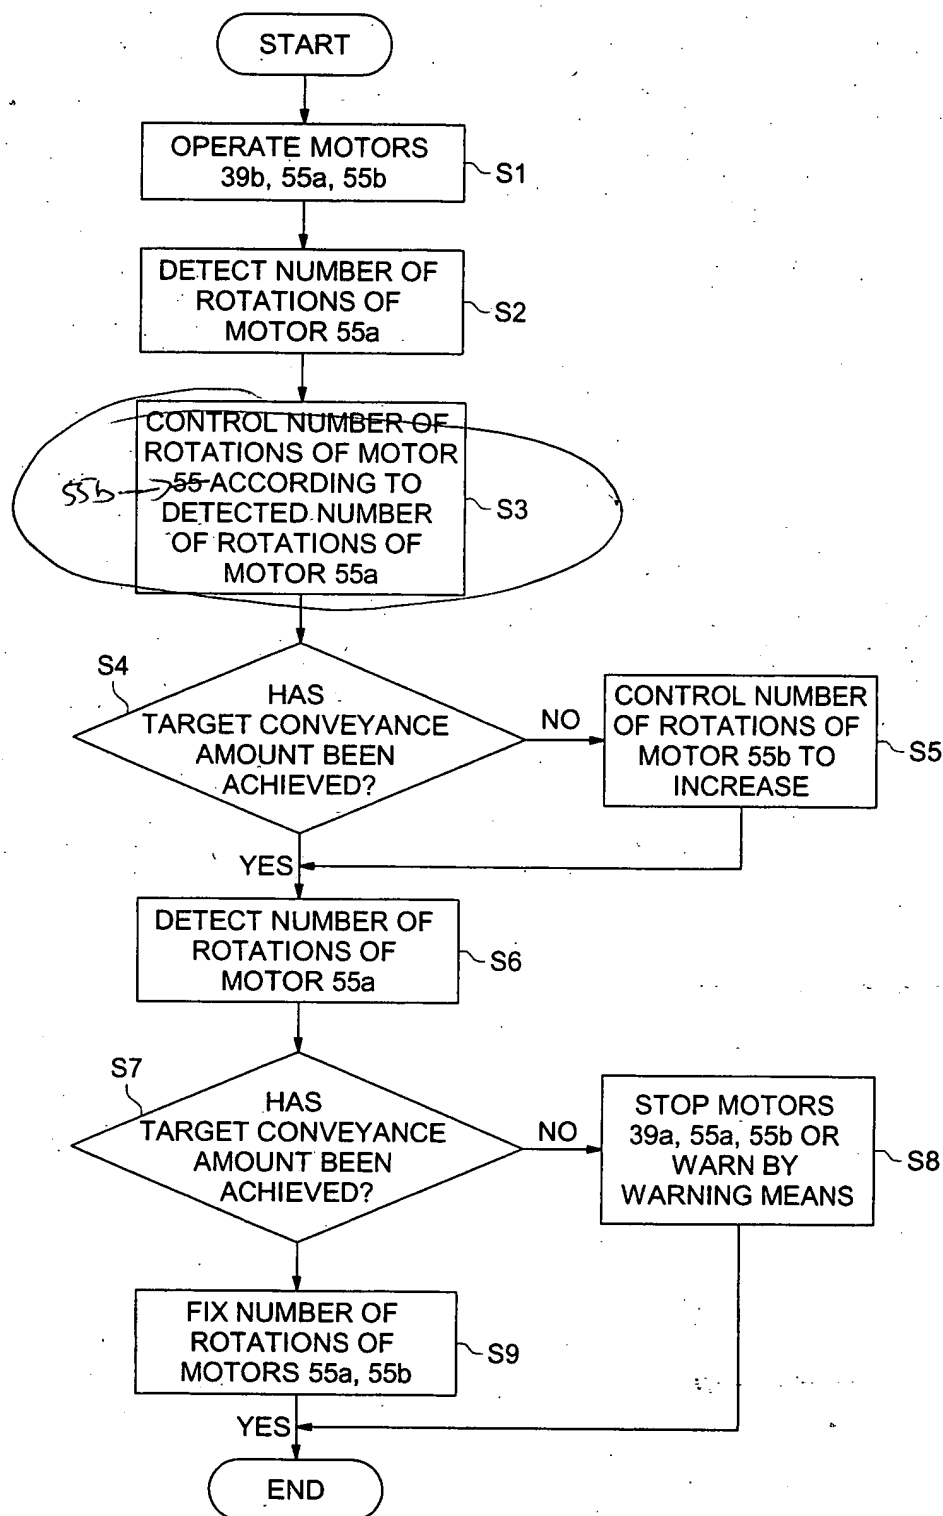 START
OPERATE MOTORS
39b, 55a, 55b
S1
DETECT NUMBER OF
ROTATIONS OF
MOTOR 55a
S2
CONTROL NUMBER OF
ROTATIONS OF MOTOR
55b 55 ACCORDING TO
DETECTED NUMBER
OF ROTATIONS OF
MOTOR 55a
S3
S4
HAS
TARGET CONVEYANCE
AMOUNT BEEN
ACHIEVED?
NO
CONTROL NUMBER
OF ROTATIONS OF
MOTOR 55b TO
INCREASE
S5
YES
DETECT NUMBER OF
ROTATIONS OF
MOTOR 55a
S6
S7
HAS
TARGET CONVEYANCE
AMOUNT BEEN
ACHIEVED?
NO
STOP MOTORS
39a, 55a, 55b OR
WARN BY
WARNING MEANS
S8
FIX NUMBER OF
ROTATIONS OF
MOTORS 55a, 55b
S9
YES
END